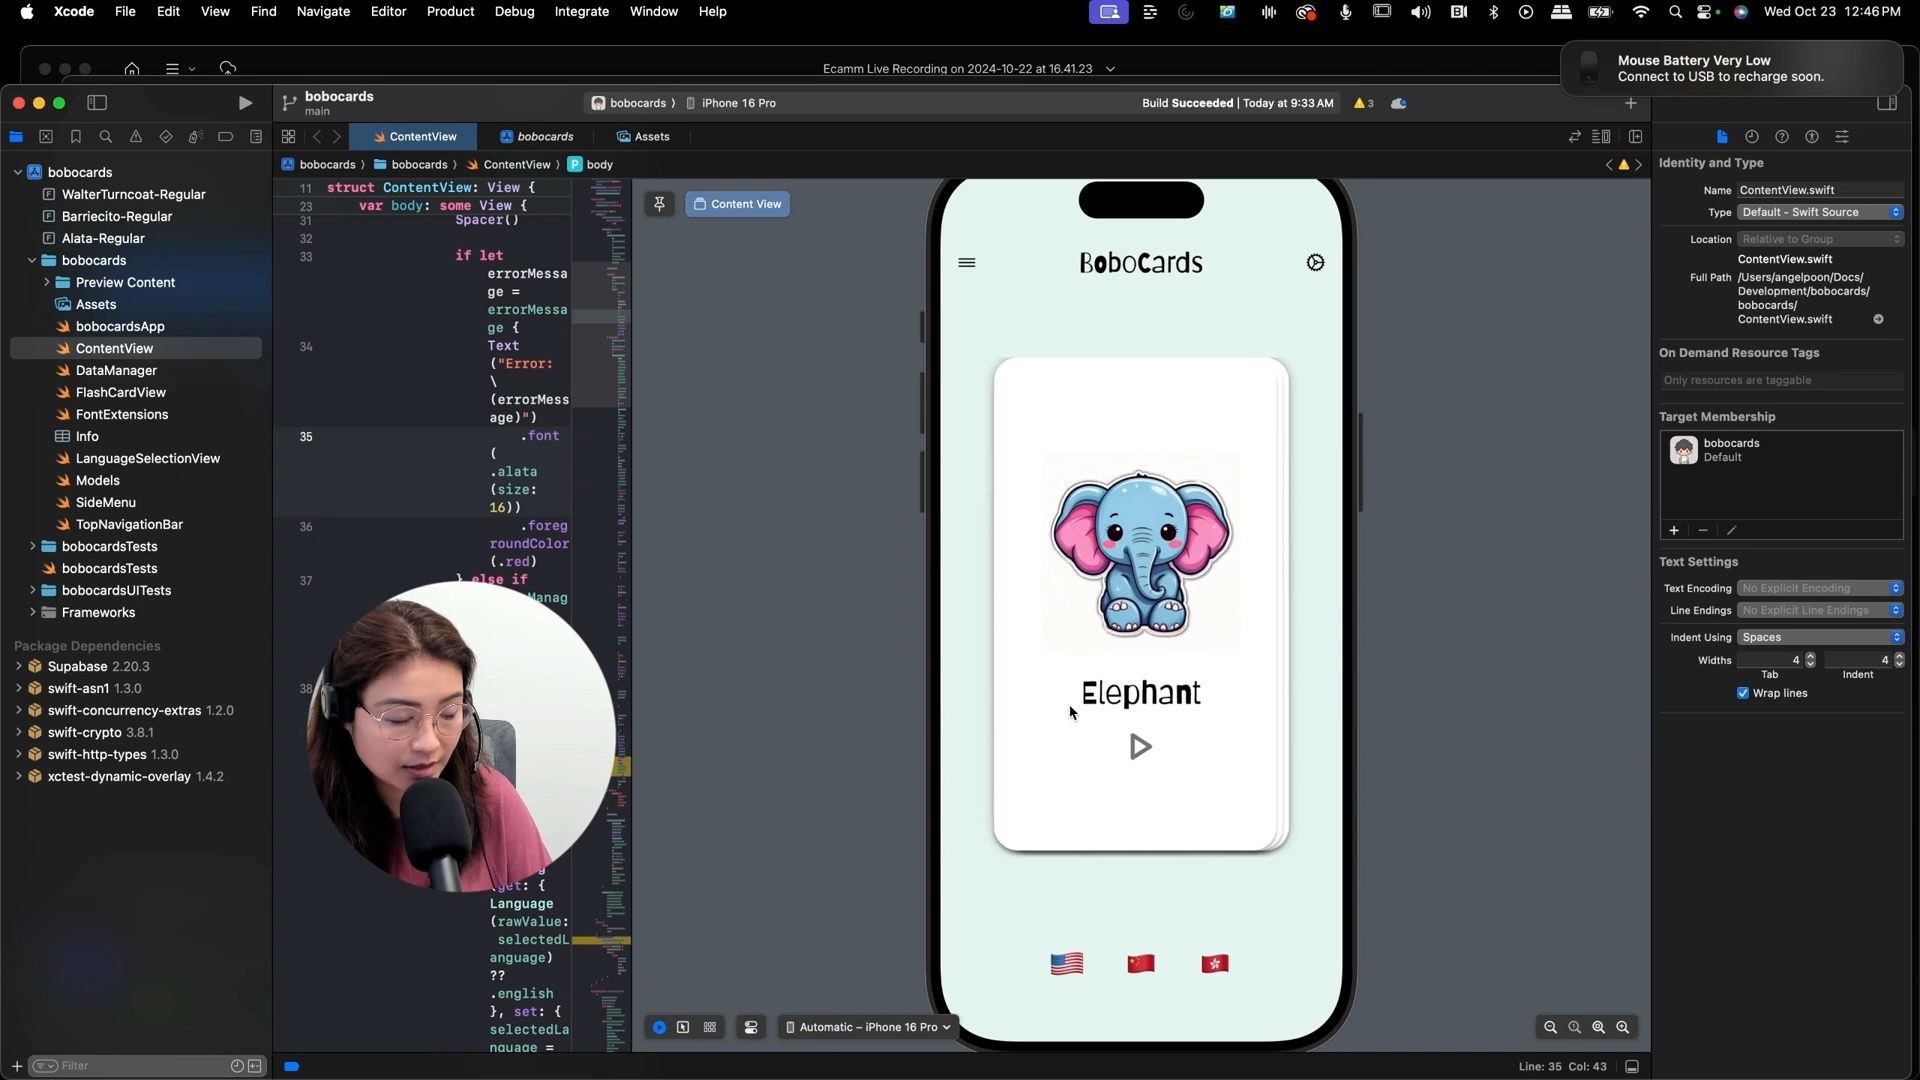 Xcode File Edit View Find Navigate Editor Product Debug Integrate Window Help
Wed Oct 23 12:46 PM
Ecamm Live Recording on 2024-10-22 at 16.41.23
Mouse Battery Very Low
Connect to USB to recharge soon.
bobocards
main
bobocards
iPhone 16 Pro
Build Succeeded | Today at 9:33 AM
3
ContentView
bobocards
Assets
bobocards
bobocards
ContentView
P body
bobocards
WalterTurncoat-Regular
Barriecito-Regular
Alata-Regular
bobocards
Preview Content
Assets
bobocardsApp
ContentView
DataManager
FlashCardView
FontExtensions
Info
LanguageSelectionView
Models
SideMenu
TopNavigationBar
bobocardsTests
bobocardsTests
bobocardsUITests
Frameworks
Package Dependencies
Supabase 2.20.3
swift-asn1 1.3.0
swift-concurrency-extras 1.2.0
swift-crypto 3.8.1
swift-http-types 1.3.0
xctest-dynamic-overlay 1.4.2
Filter
11 struct ContentView: View {
23 var body: some View {
31 Spacer()
32
33 if let
errorMessa
ge =
errorMessa
ge {
34 Text
("Error:
\
(errorMess
age)")
35 .font
(
.alata
(size:
16))
36 .foreg
roundColor
(.red)
37 } else if
Manag
38
(get: {
Language
(rawValue:
selectedL
anguage)
??
.english
}, set: {
selectedLa
nguage =
Content View
BoboCards
Elephant
Automatic – iPhone 16 Pro
Line: 35 Col: 43
Identity and Type
Name ContentView.swift
Type Default - Swift Source
Location Relative to Group
ContentView.swift
Full Path /Users/angelpoon/Docs/
Development/bobocards/
bobocards/
ContentView.swift
On Demand Resource Tags
Only resources are taggable
Target Membership
bobocards
Default
Text Settings
Text Encoding No Explicit Encoding
Line Endings No Explicit Line Endings
Indent Using Spaces
Widths 4 4
Tab Indent
Wrap lines